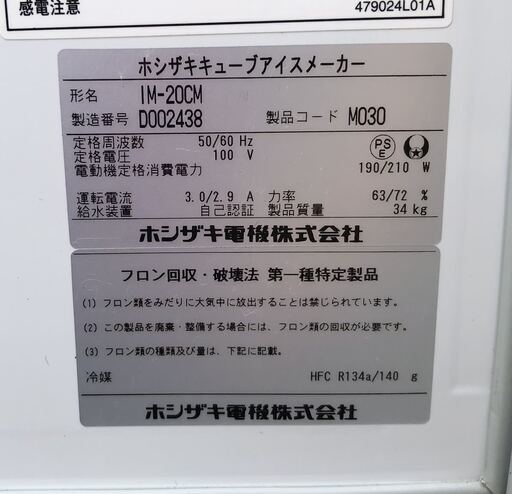 感電注意
479024L01A
ホシザキキューブアイスメーカー
形名 IM-20CM
製造番号 D002438 製品コード M030
定格周波数 50/60 Hz
定格電圧 100 V
PS E
電動機定格消費電力 190/210 W
運転電流 3.0/2.9 A 力率 63/72 %
給水装置 自己認証 製品質量 34 kg
ホシザキ電機株式会社
フロン回収・破壊法 第一種特定製品
(1) フロン類をみだりに大気中に放出することは禁じられています。
(2) この製品を廃棄・整備する場合には、フロン類の回収が必要です。
(3) フロン類の種類及び量は、下記に記載。
冷媒 HFC R134a/140 g
ホシザキ電機株式会社